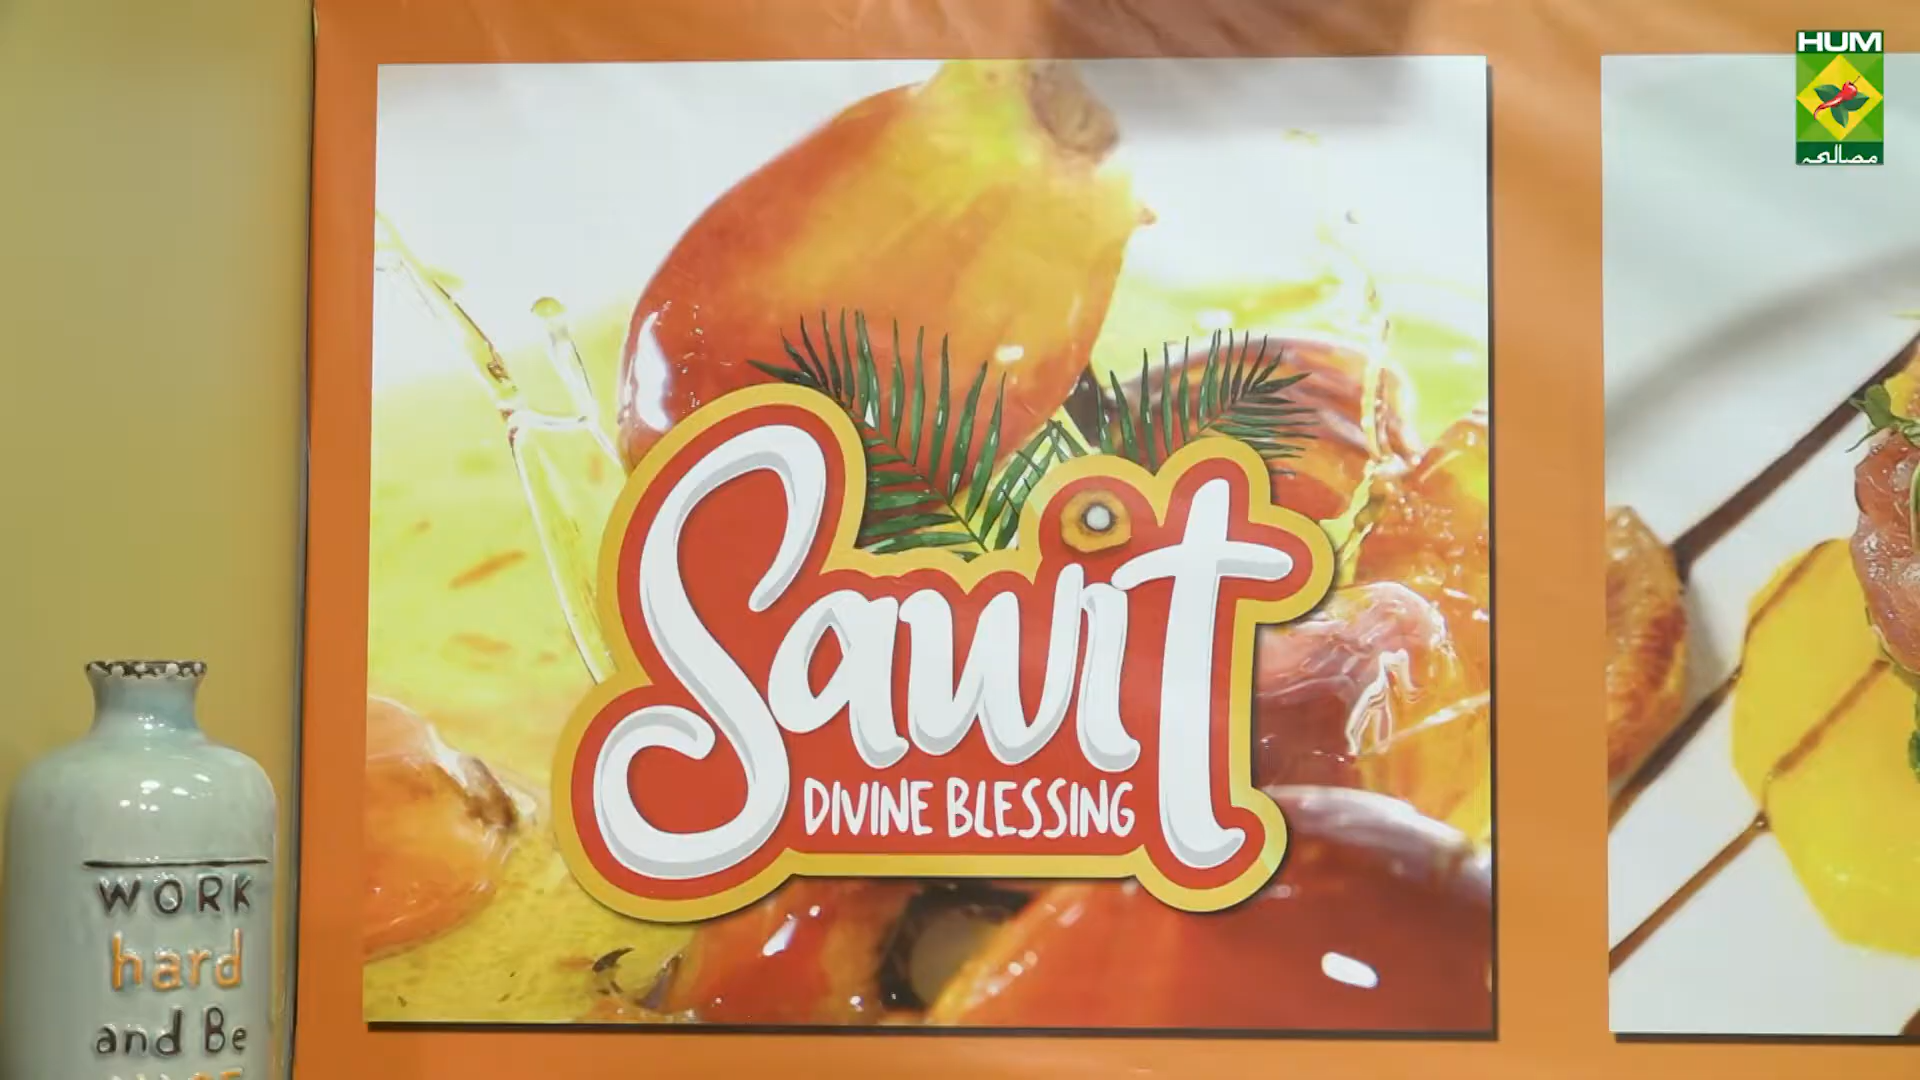 HUM
مصالحہ
Sawit
DIVINE BLESSING
WORK
hard
and Be